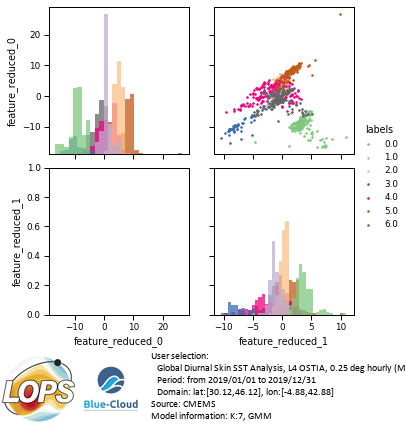 feature_reduced_0
20
10
0
−10
labels
0.0
1.0
2.0
3.0
4.0
5.0
6.0
feature_reduced_1
1.0
0.8
0.6
0.4
0.2
0.0
−10 0 10 20
−10 −5 0 5 10
feature_reduced_0
feature_reduced_1
LOPS
Blue-Cloud
User selection:
Global Diurnal Skin SST Analysis, L4 OSTIA, 0.25 deg hourly (M
Period: from 2019/01/01 to 2019/12/31
Domain: lat:[30.12,46.12], lon:[-4.88,42.88]
Source: CMEMS
Model information: K:7, GMM